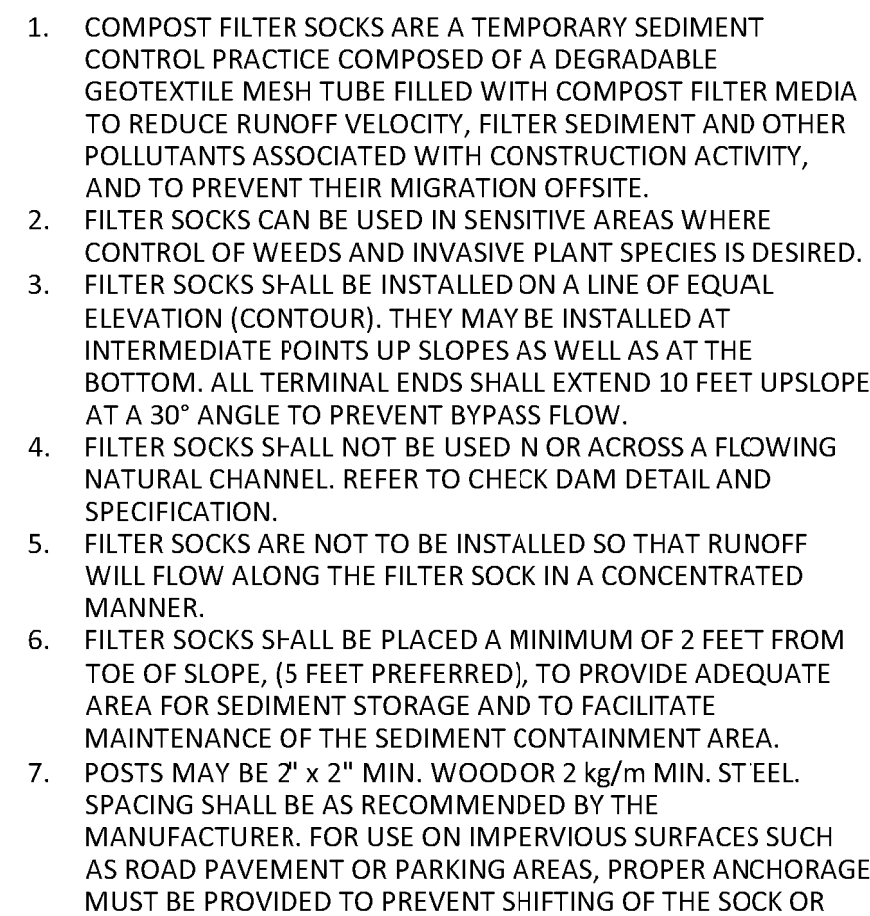 1. COMPOST FILTER SOCKS ARE A TEMPORARY SEDIMENT
CONTROL PRACTICE COMPOSED OF A DEGRADABLE
GEOTEXTILE MESH TUBE FILLED WITH COMPOST FILTER MEDIA
TO REDUCE RUNOFF VELOCITY, FILTER SEDIMENT AND OTHER
POLLUTANTS ASSOCIATED WITH CONSTRUCTION ACTIVITY,
AND TO PREVENT THEIR MIGRATION OFFSITE.
2. FILTER SOCKS CAN BE USED IN SENSITIVE AREAS WHERE
CONTROL OF WEEDS AND INVASIVE PLANT SPECIES IS DESIRED.
3. FILTER SOCKS SHALL BE INSTALLED ON A LINE OF EQUAL
ELEVATION (CONTOUR). THEY MAY BE INSTALLED AT
INTERMEDIATE POINTS UP SLOPES AS WELL AS AT THE
BOTTOM. ALL TERMINAL ENDS SHALL EXTEND 10 FEET UPSLOPE
AT A 30° ANGLE TO PREVENT BYPASS FLOW.
4. FILTER SOCKS SHALL NOT BE USED IN OR ACROSS A FLOWING
NATURAL CHANNEL. REFER TO CHECK DAM DETAIL AND
SPECIFICATION.
5. FILTER SOCKS ARE NOT TO BE INSTALLED SO THAT RUNOFF
WILL FLOW ALONG THE FILTER SOCK IN A CONCENTRATED
MANNER.
6. FILTER SOCKS SHALL BE PLACED A MINIMUM OF 2 FEET FROM
TOE OF SLOPE, (5 FEET PREFERRED), TO PROVIDE ADEQUATE
AREA FOR SEDIMENT STORAGE AND TO FACILITATE
MAINTENANCE OF THE SEDIMENT CONTAINMENT AREA.
7. POSTS MAY BE 2" x 2" MIN. WOOD OR 2 kg/m MIN. STEEL.
SPACING SHALL BE AS RECOMMENDED BY THE
MANUFACTURER. FOR USE ON IMPERVIOUS SURFACES SUCH
AS ROAD PAVEMENT OR PARKING AREAS, PROPER ANCHORAGE
MUST BE PROVIDED TO PREVENT SHIFTING OF THE SOCK OR